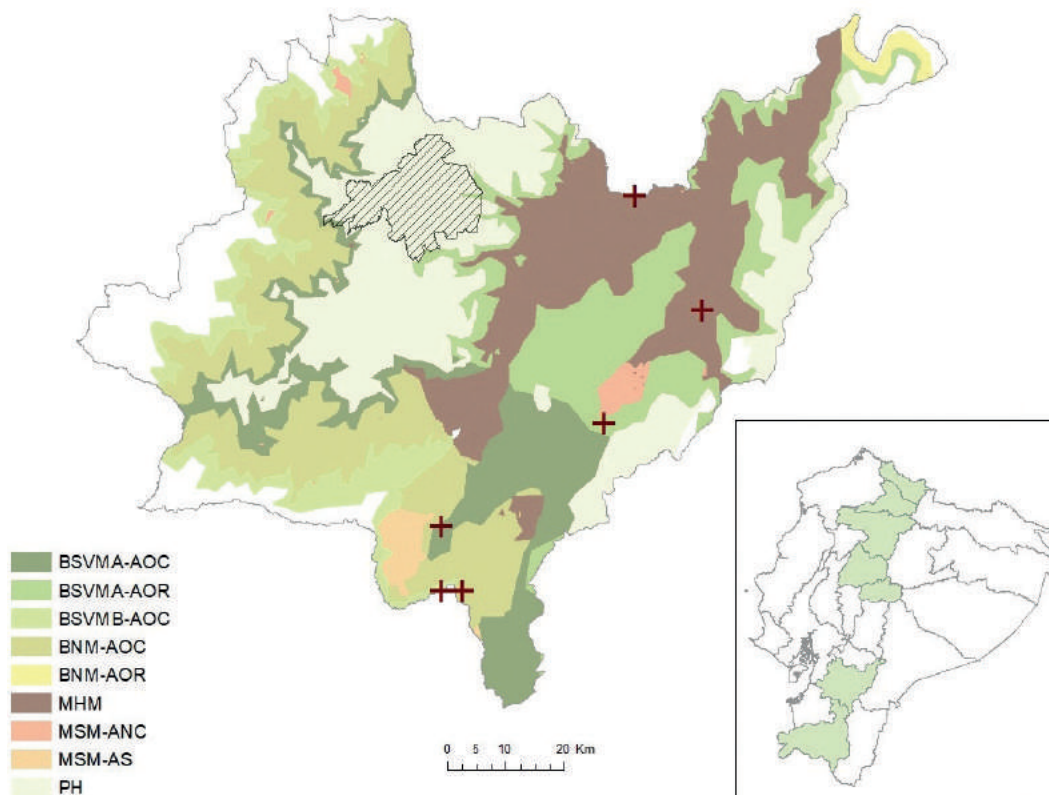 BSVMA-AOC
BSVMA-AOR
BSVMB-AOC
BNM-AOC
BNM-AOR
MHM
MSM-ANC
MSM-AS
PH
0 5 10 20 Km